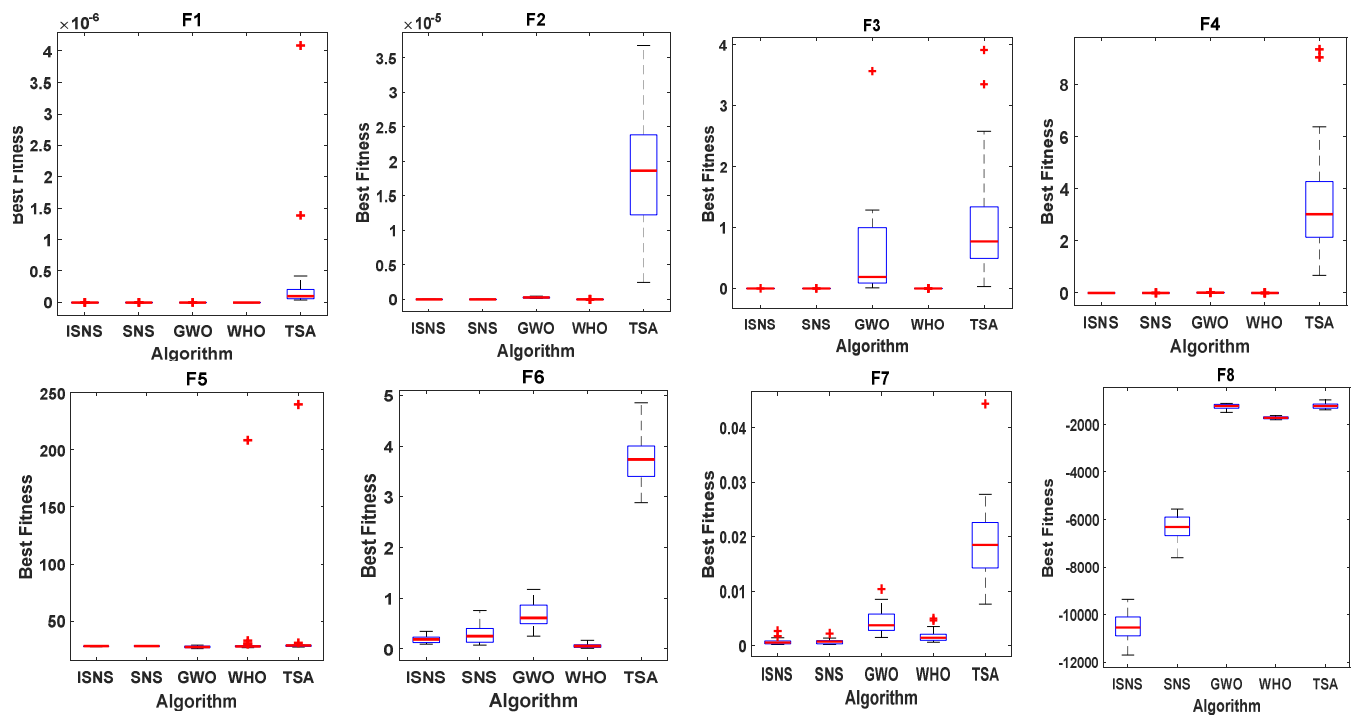 F1
×10⁻⁶
4
3.5
3
2.5
2
1.5
1
0.5
0
Best Fitness
ISNS SNS GWO WHO TSA
Algorithm
F2
×10⁻⁵
3.5
3
2.5
2
1.5
1
0.5
0
Best Fitness
ISNS SNS GWO WHO TSA
Algorithm
F3
4
3
2
1
0
Best Fitness
ISNS SNS GWO WHO TSA
Algorithm
F4
8
6
4
2
0
Best Fitness
ISNS SNS GWO WHO TSA
Algorithm
F5
250
200
150
100
50
Best Fitness
ISNS SNS GWO WHO TSA
Algorithm
F6
5
4
3
2
1
0
Best Fitness
ISNS SNS GWO WHO TSA
Algorithm
F7
0.04
0.03
0.02
0.01
0
Best Fitness
ISNS SNS GWO WHO TSA
Algorithm
F8
-2000
-4000
-6000
-8000
-10000
-12000
Best Fitness
ISNS SNS GWO WHO TSA
Algorithm